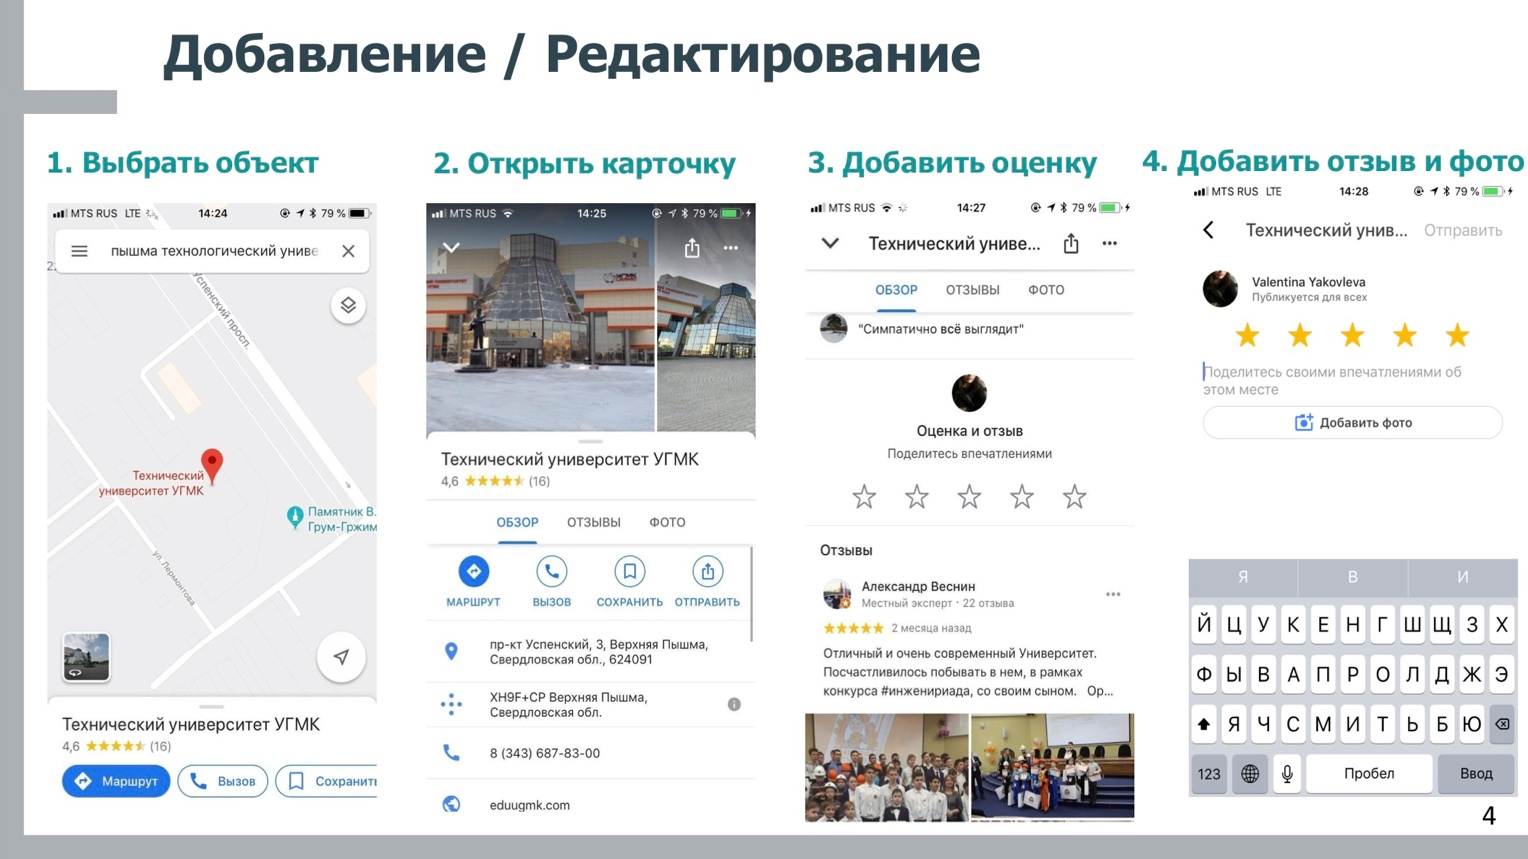 Добавление / Редактирование
1. Выбрать объект
MTS RUS LTE
14:24
79 %
пышма технологический униве
Успенский просп.
Технический
университет УГМК
Памятник В.
Грум-Гржим
ул. Лермонтова
Технический университет УГМК
4,6 (16)
Маршрут
Вызов
Сохранить
2. Открыть карточку
MTS RUS
14:25
79 %
Технический университет УГМК
4,6 (16)
ОБЗОР
ОТЗЫВЫ
ФОТО
МАРШРУТ
ВЫЗОВ
СОХРАНИТЬ
ОТПРАВИТЬ
пр-кт Успенский, 3, Верхняя Пышма,
Свердловская обл., 624091
XH9F+CP Верхняя Пышма,
Свердловская обл.
8 (343) 687-83-00
eduugmk.com
3. Добавить оценку
MTS RUS
14:27
79 %
Технический униве...
ОБЗОР
ОТЗЫВЫ
ФОТО
"Симпатично всё выглядит"
Оценка и отзыв
Поделитесь впечатлениями
Отзывы
Александр Веснин
Местный эксперт · 22 отзыва
2 месяца назад
Отличный и очень современный Университет.
Посчастливилось побывать в нем, в рамках
конкурса #инженириада, со своим сыном. Ор...
4. Добавить отзыв и фото
MTS RUS LTE
14:28
79 %
Технический унив...
Отправить
Valentina Yakovleva
Публикуется для всех
Поделитесь своими впечатлениями об
этом месте
Добавить фото
Я В И
Й Ц У К Е Н Г Ш Щ З Х
Ф Ы В А П Р О Л Д Ж Э
Я Ч С М И Т Ь Б Ю
123
Пробел
Ввод
4